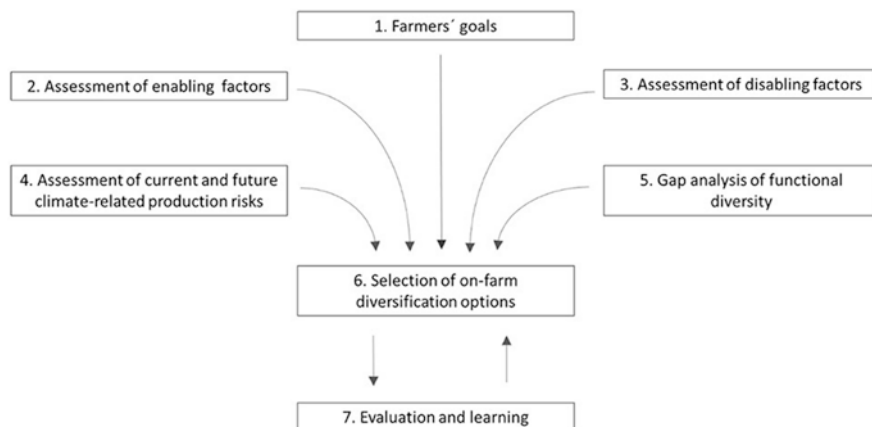 1. Farmers´ goals
2. Assessment of enabling factors
3. Assessment of disabling factors
4. Assessment of current and future
climate-related production risks
5. Gap analysis of functional
diversity
6. Selection of on-farm
diversification options
7. Evaluation and learning